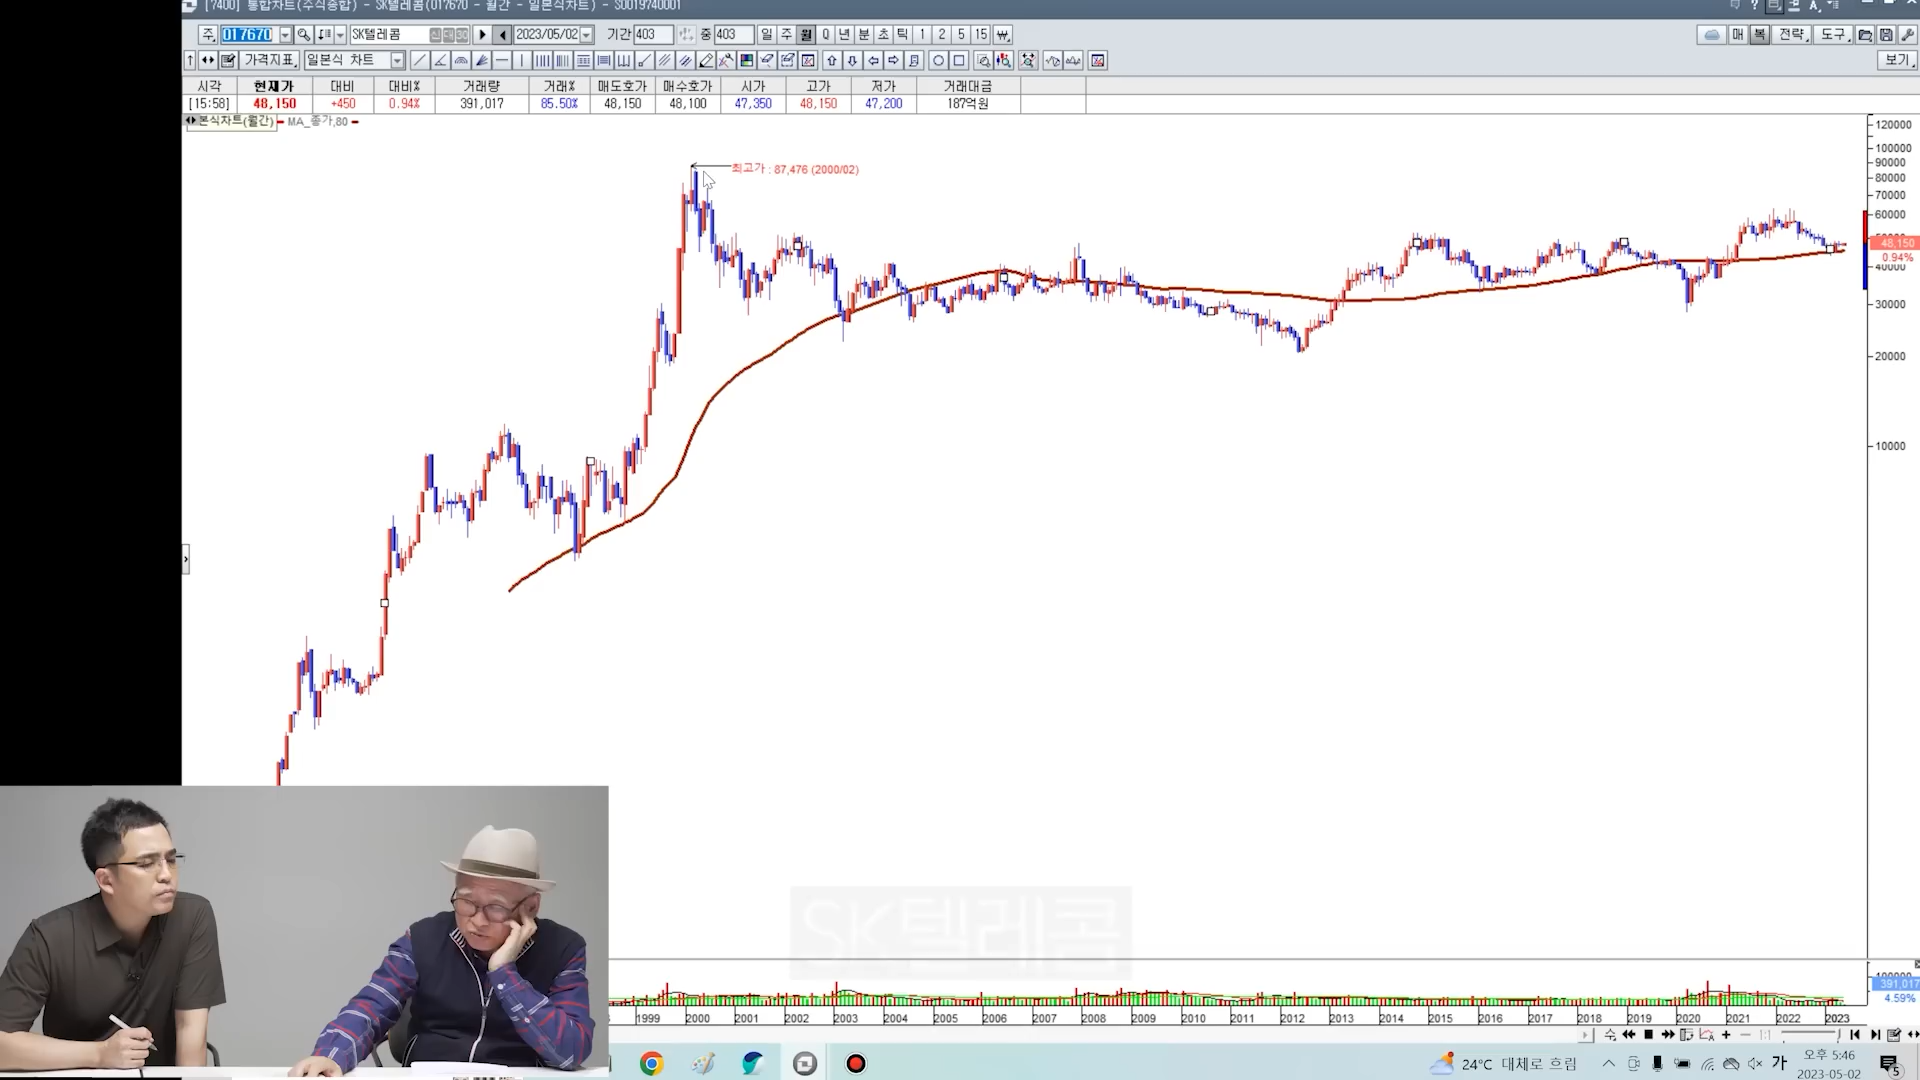 [7400] 통합차트(주식종합) - SK텔레콤(017670 - 월간 - 일본식차트) - S0019740001
주 017670 SK텔레콤 신 대 30 2023/05/02 기간 403 중 403 일 주 월 Q 년 분 초 틱 1 2 5 15 매 복 전략 도구
가격지표 일본식 차트 보기
시각 현재가 대비 대비% 거래량 거래% 매도호가 매수호가 시가 고가 저가 거래대금
[15:58] 48,150 +450 0.94% 391,017 85.50% 48,150 48,100 47,350 48,150 47,200 187억원
본식차트(월간) MA_종가,80
최고가 : 87,476 (2000/02)
120000
100000
90000
80000
70000
60000
48,150
0.94%
40000
30000
20000
10000
SK텔레콤
391,017
4.59%
1999 2000 2001 2002 2003 2004 2005 2006 2007 2008 2009 2010 2011 2012 2013 2014 2015 2016 2017 2018 2019 2020 2021 2022 2023
24°C 대체로 흐림 가 오후 5:46
2023-05-02
5